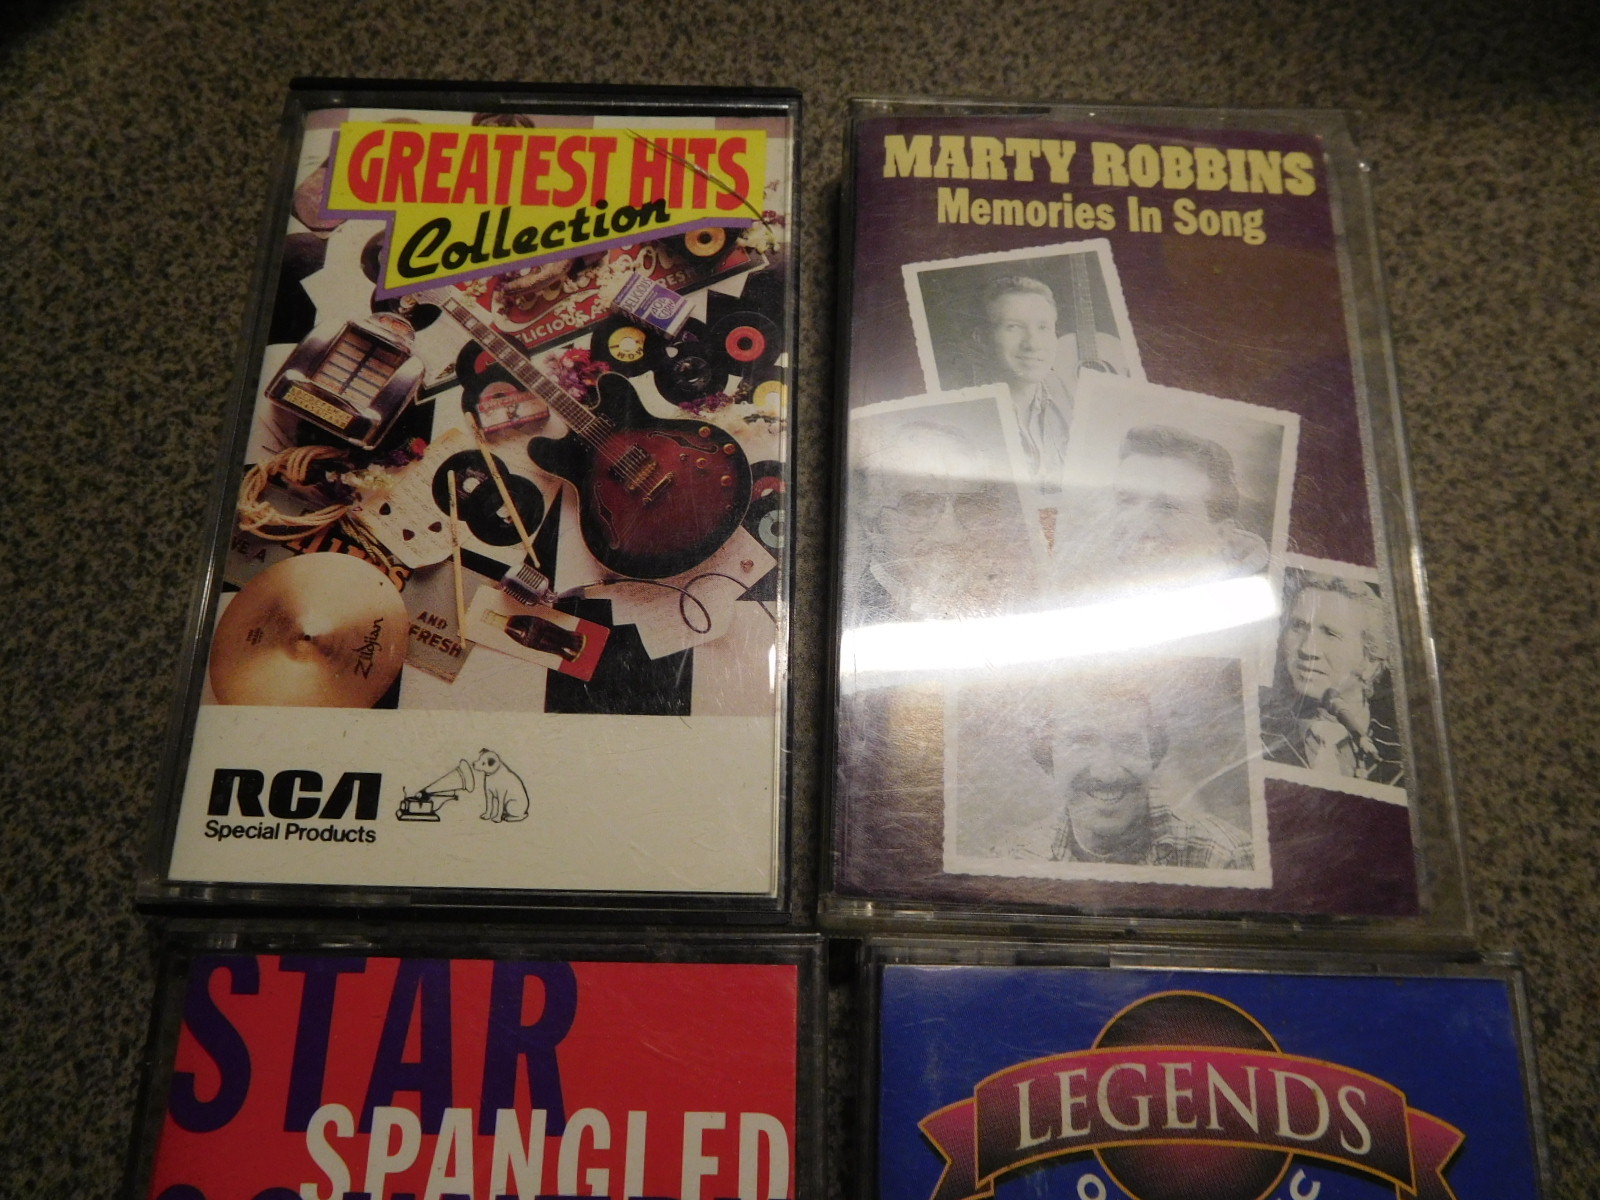 GREATEST HITS
Collection
AND
FRESH
Zildjian
RCA
Special Products
MARTY ROBBINS
Memories In Song
STAR
SPANGLED
LEGENDS